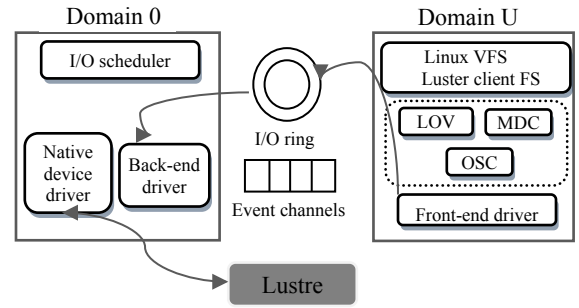 Domain 0
Domain U
I/O scheduler
Linux VFS
Luster client FS
LOV
MDC
OSC
I/O ring
Native
device
driver
Back-end
driver
Event channels
Front-end driver
Lustre